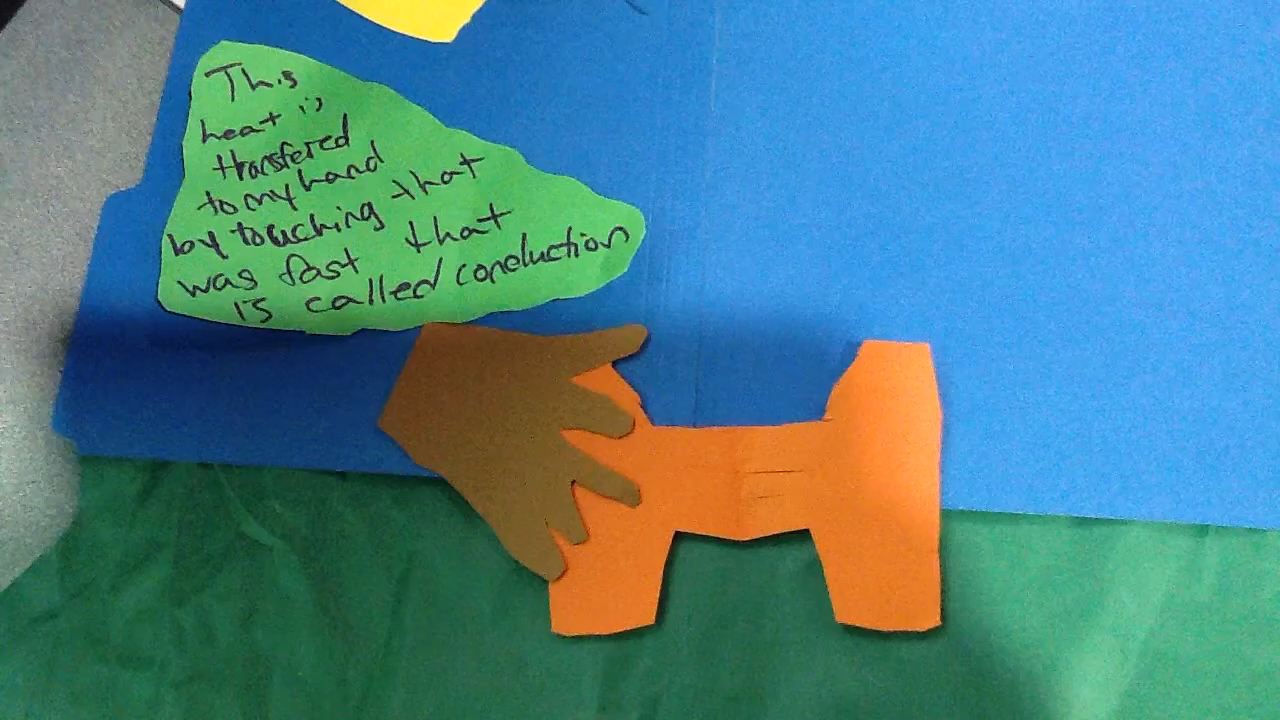 This
heat is
transfered
to my hand
by touching that
was fast that
is called conduction